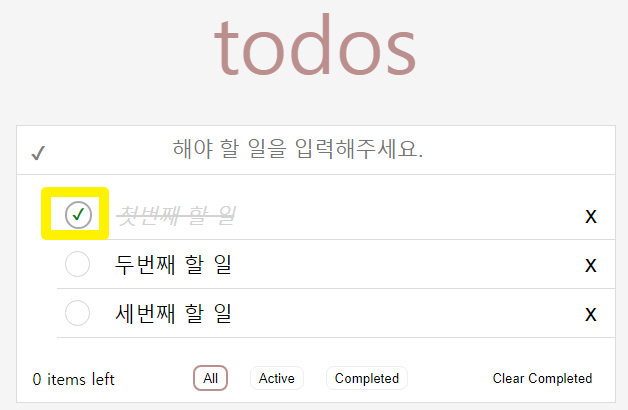 todos
✓ 해야 할 일을 입력해주세요.
✓ 첫번째 할 일 x
두번째 할 일 x
세번째 할 일 x
0 items left All Active Completed Clear Completed